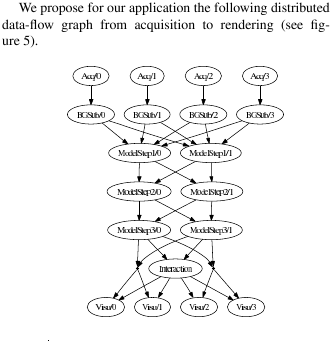 We propose for our application the following distributed
data-flow graph from acquisition to rendering (see fig-
ure 5).
Acq/0 Acq/1 Acq/2 Acq/3
BGSub/0 BGSub/1 BGSub/2 BGSub/3
ModelStep1/0 ModelStep1/1
ModelStep2/0 ModelStep2/1
ModelStep3/0 ModelStep3/1
Interaction
Visu/0 Visu/1 Visu/2 Visu/3